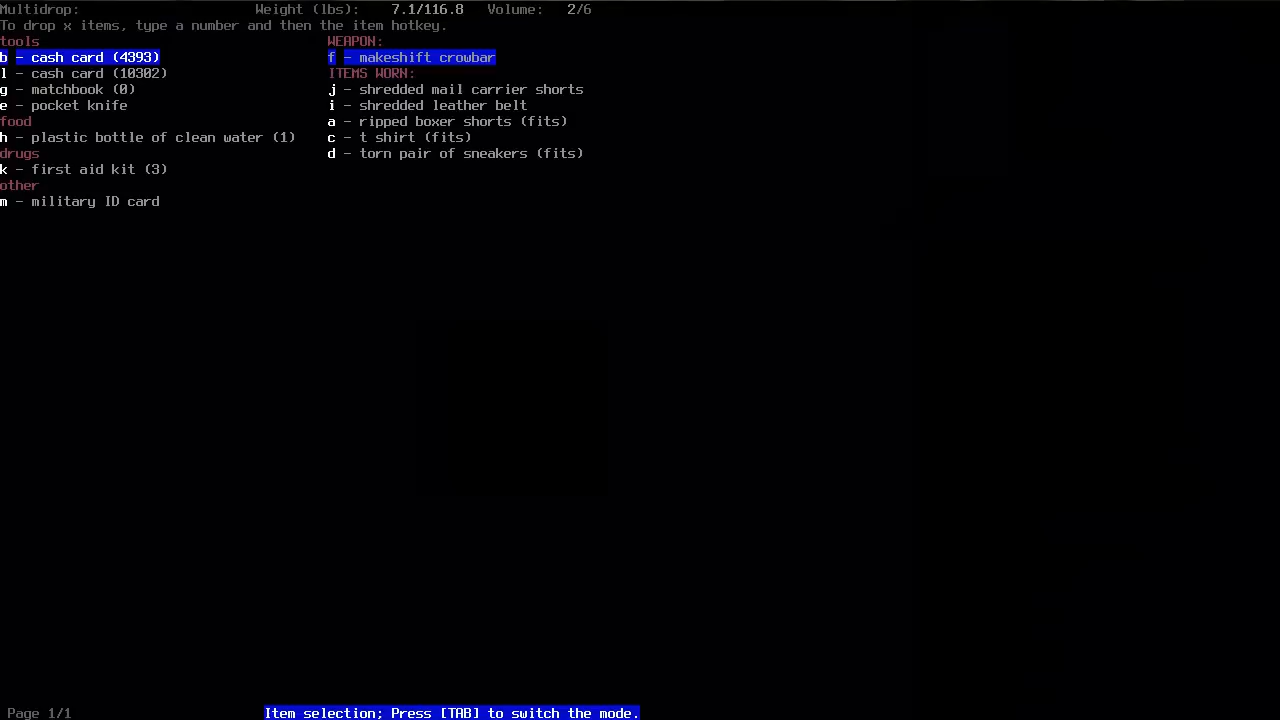 Multidrop: Weight (lbs): 7.1/116.8 Volume: 2/6
To drop x items, type a number and then the item hotkey.
tools
b - cash card (4393)
l - cash card (10302)
g - matchbook (0)
e - pocket knife
food
h - plastic bottle of clean water (1)
drugs
k - first aid kit (3)
other
m - military ID card
WEAPON:
f - makeshift crowbar
ITEMS WORN:
j - shredded mail carrier shorts
i - shredded leather belt
a - ripped boxer shorts (fits)
c - t shirt (fits)
d - torn pair of sneakers (fits)
Page 1/1 Item selection; Press [TAB] to switch the mode.